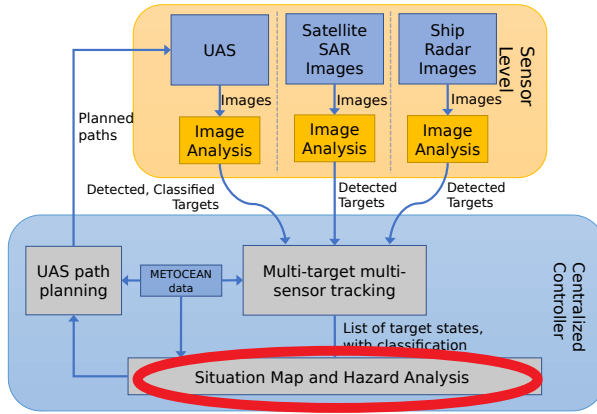 UAS
Satellite
SAR
Images
Ship
Radar
Images
Sensor
Level
Images
Images
Images
Planned
paths
Image
Analysis
Image
Analysis
Image
Analysis
Detected, Classified
Targets
Detected
Targets
Detected
Targets
UAS path
planning
METOCEAN
data
Multi-target multi-
sensor tracking
Centralized
Controller
List of target states,
with classification
Situation Map and Hazard Analysis